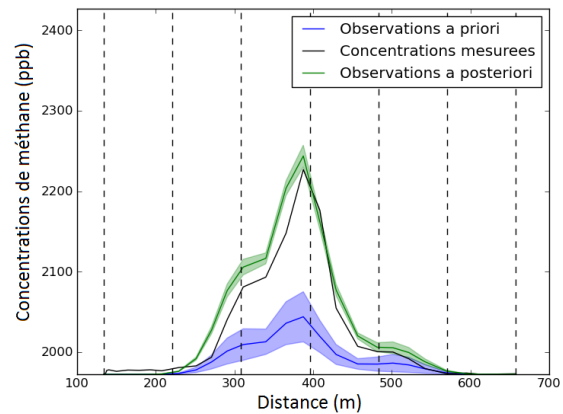 2400
2300
2200
2100
2000
Concentrations de méthane (ppb)
Observations a priori
Concentrations mesurees
Observations a posteriori
100 200 300 400 500 600 700
Distance (m)